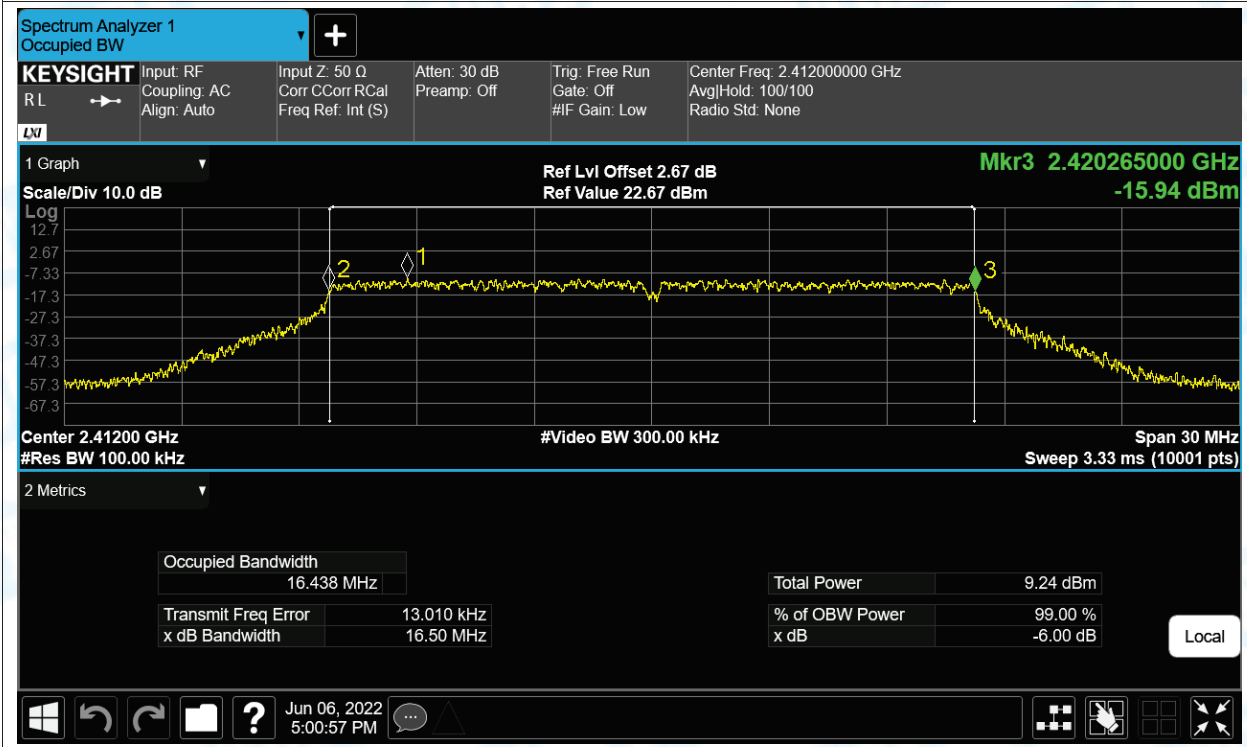 Spectrum Analyzer 1
Occupied BW
KEYSIGHT
R L
LXI
Input: RF
Coupling: AC
Align: Auto
Input Z: 50 Ω
Corr CCorr RCal
Freq Ref: Int (S)
Atten: 30 dB
Preamp: Off
Trig: Free Run
Gate: Off
#IF Gain: Low
Center Freq: 2.412000000 GHz
Avg|Hold: 100/100
Radio Std: None
1 Graph
Scale/Div 10.0 dB
Ref Lvl Offset 2.67 dB
Ref Value 22.67 dBm
Mkr3 2.420265000 GHz
-15.94 dBm
Log
12.7
2.67
-7.33
-17.3
-27.3
-37.3
-47.3
-57.3
-67.3
2
1
3
Center 2.41200 GHz
#Res BW 100.00 kHz
#Video BW 300.00 kHz
Span 30 MHz
Sweep 3.33 ms (10001 pts)
2 Metrics
Occupied Bandwidth
16.438 MHz
Transmit Freq Error 13.010 kHz
x dB Bandwidth 16.50 MHz
Total Power 9.24 dBm
% of OBW Power 99.00 %
x dB -6.00 dB
Local
?
Jun 06, 2022
5:00:57 PM